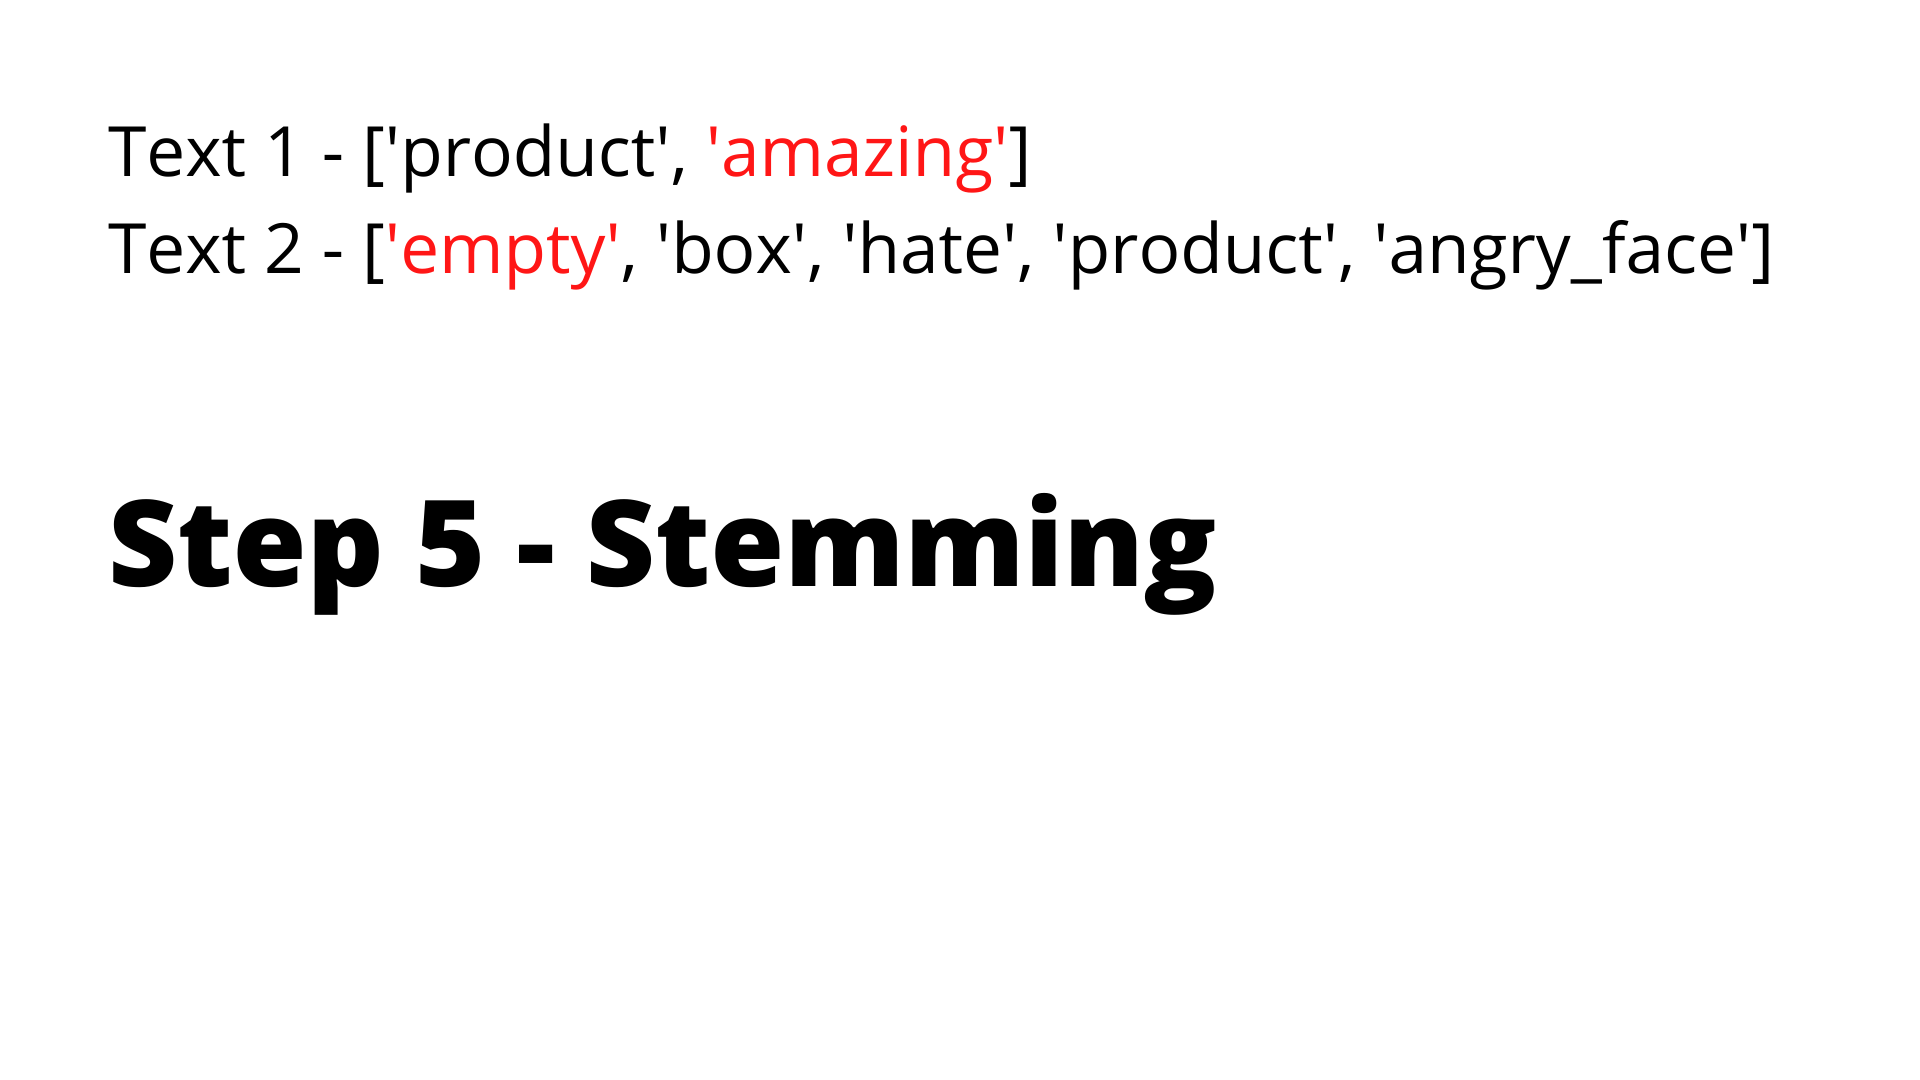 Text 1 - ['product', 'amazing']
Text 2 - ['empty', 'box', 'hate', 'product', 'angry_face']
Step 5 - Stemming